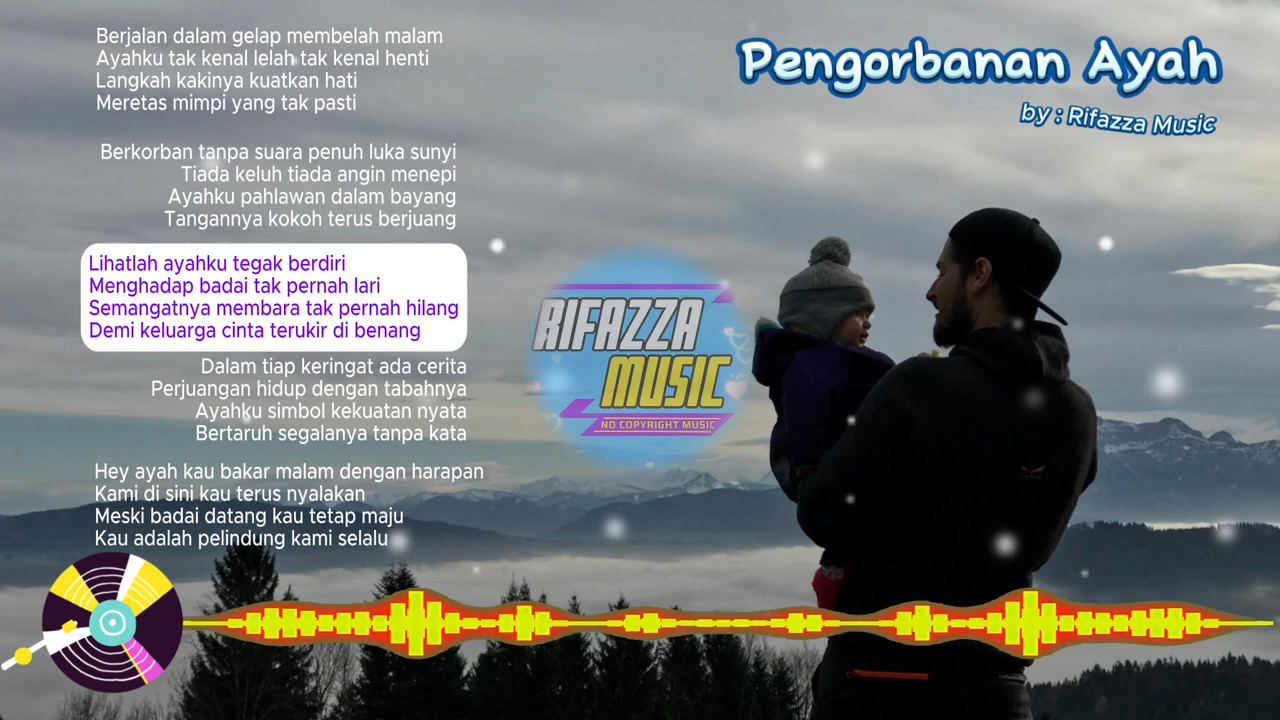 Pengorbanan Ayah
by : Rifazza Music
Berjalan dalam gelap membelah malam
Ayahku tak kenal lelah tak kenal henti
Langkah kakinya kuatkan hati
Meretas mimpi yang tak pasti
Berkorban tanpa suara penuh luka sunyi
Tiada keluh tiada angin menepi
Ayahku pahlawan dalam bayang
Tangannya kokoh terus berjuang
Lihatlah ayahku tegak berdiri
Menghadap badai tak pernah lari
Semangatnya membara tak pernah hilang
Demi keluarga cinta terukir di benang
Dalam tiap keringat ada cerita
Perjuangan hidup dengan tabahnya
Ayahku simbol kekuatan nyata
Bertaruh segalanya tanpa kata
Hey ayah kau bakar malam dengan harapan
Kami di sini kau terus nyalakan
Meski badai datang kau tetap maju
Kau adalah pelindung kami selalu
RIFAZZA
MUSIC
NO COPYRIGHT MUSIC